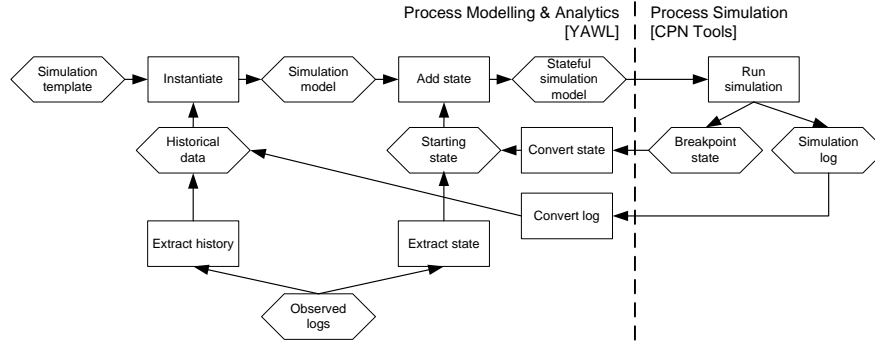 Process Modelling & Analytics
[YAWL]
Process Simulation
[CPN Tools]
Simulation
template
Instantiate
Simulation
model
Add state
Stateful
simulation
model
Run
simulation
Historical
data
Starting
state
Convert state
Breakpoint
state
Simulation
log
Convert log
Extract history
Extract state
Observed
logs